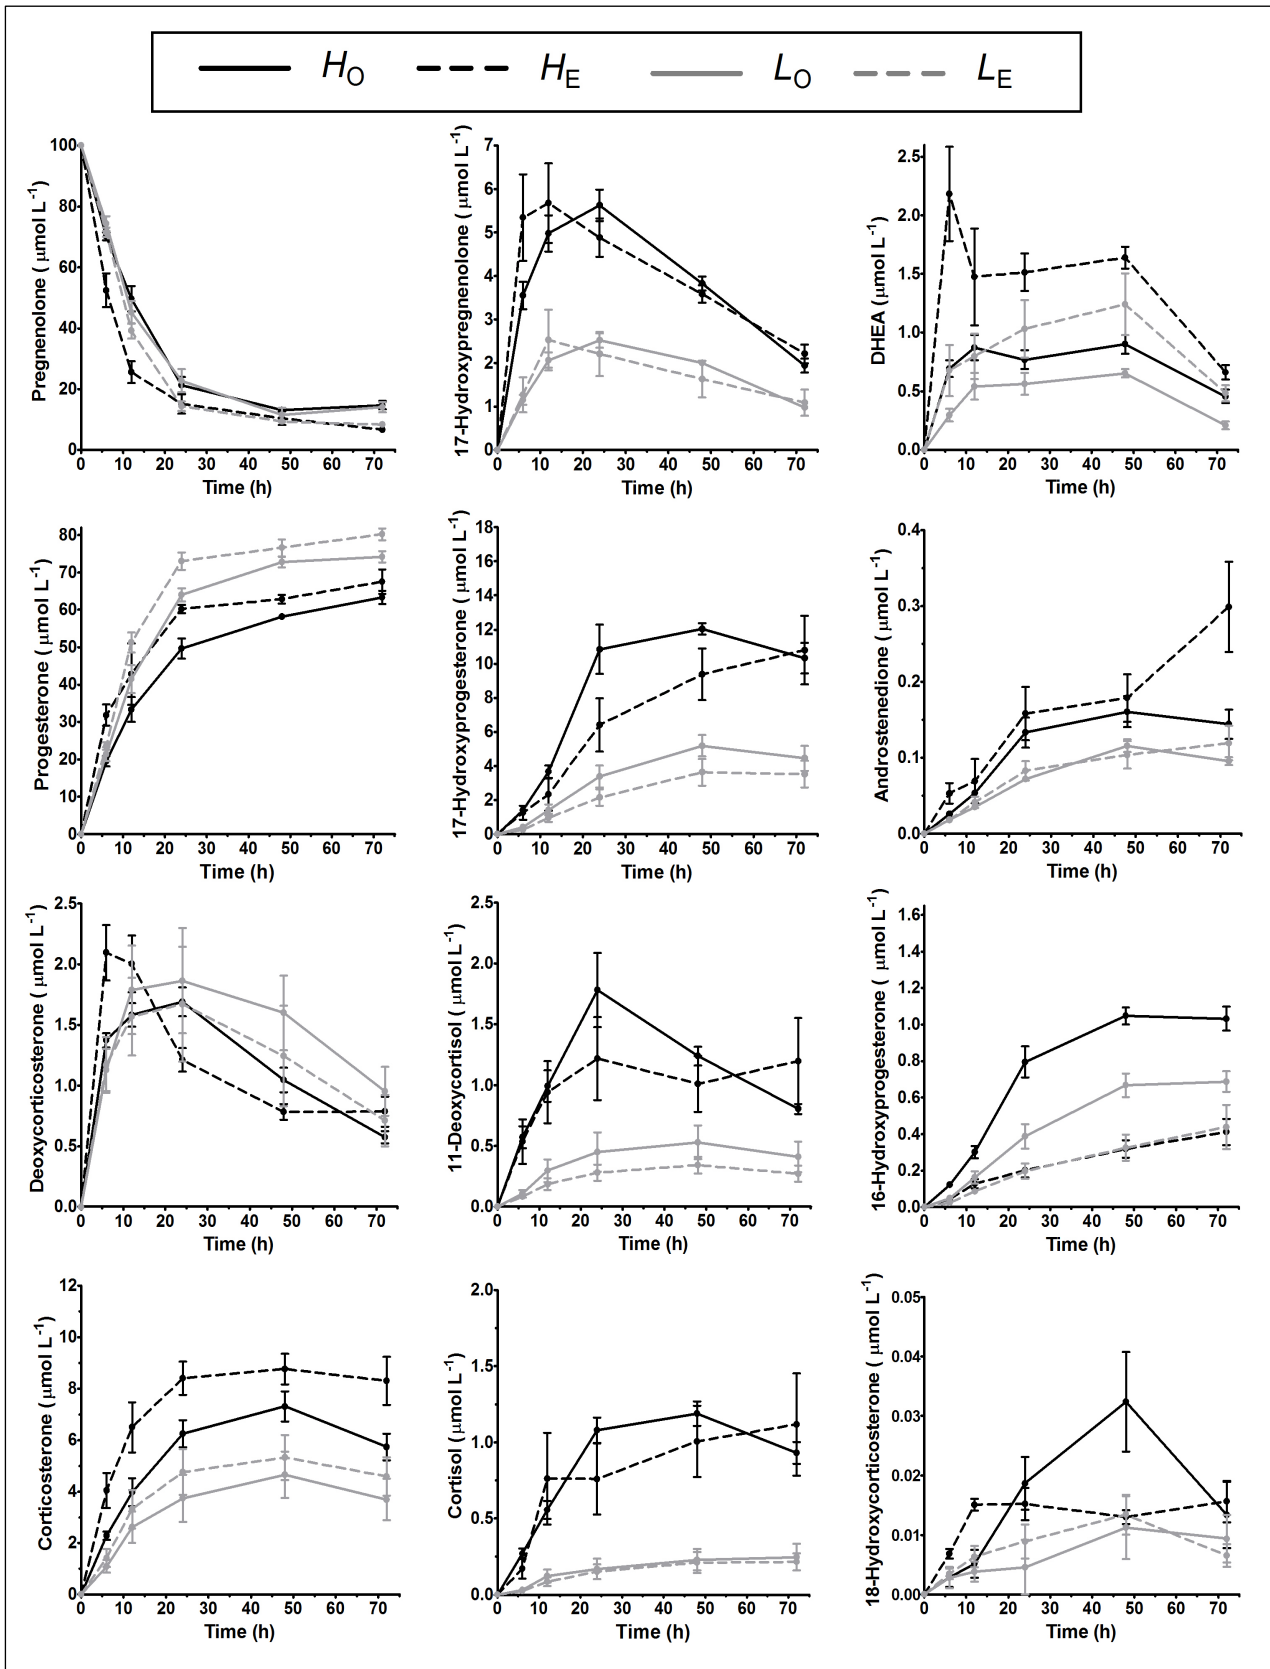 H_O H_E L_O L_E
Pregnenolone ( μmol L⁻¹)
100
80
60
40
20
0
0 10 20 30 40 50 60 70
Time (h)
17-Hydroxypregnenolone ( μmol L⁻¹)
7
6
5
4
3
2
1
0
0 10 20 30 40 50 60 70
Time (h)
DHEA (μmol L⁻¹)
2.5
2.0
1.5
1.0
0.5
0.0
0 10 20 30 40 50 60 70
Time (h)
Progesterone ( μmol L⁻¹)
80
70
60
50
40
30
20
10
0
0 10 20 30 40 50 60 70
Time (h)
17-Hydroxyprogesterone ( μmol L⁻¹)
18
16
14
12
10
8
6
4
2
0
0 10 20 30 40 50 60 70
Time (h)
Androstenedione ( μmol L⁻¹)
0.4
0.3
0.2
0.1
0.0
0 10 20 30 40 50 60 70
Time (h)
Deoxycorticosterone ( μmol L⁻¹)
2.5
2.0
1.5
1.0
0.5
0.0
0 10 20 30 40 50 60 70
Time (h)
11-Deoxycortisol ( μmol L⁻¹)
2.5
2.0
1.5
1.0
0.5
0.0
0 10 20 30 40 50 60 70
Time (h)
16-Hydroxyprogesterone ( μmol L⁻¹)
1.6
1.4
1.2
1.0
0.8
0.6
0.4
0.2
0.0
0 10 20 30 40 50 60 70
Time (h)
Corticosterone ( μmol L⁻¹)
12
10
8
6
4
2
0
0 10 20 30 40 50 60 70
Time (h)
Cortisol ( μmol L⁻¹)
2.0
1.5
1.0
0.5
0.0
0 10 20 30 40 50 60 70
Time (h)
18-Hydroxycorticosterone ( μmol L⁻¹)
0.05
0.04
0.03
0.02
0.01
0.00
0 10 20 30 40 50 60 70
Time (h)